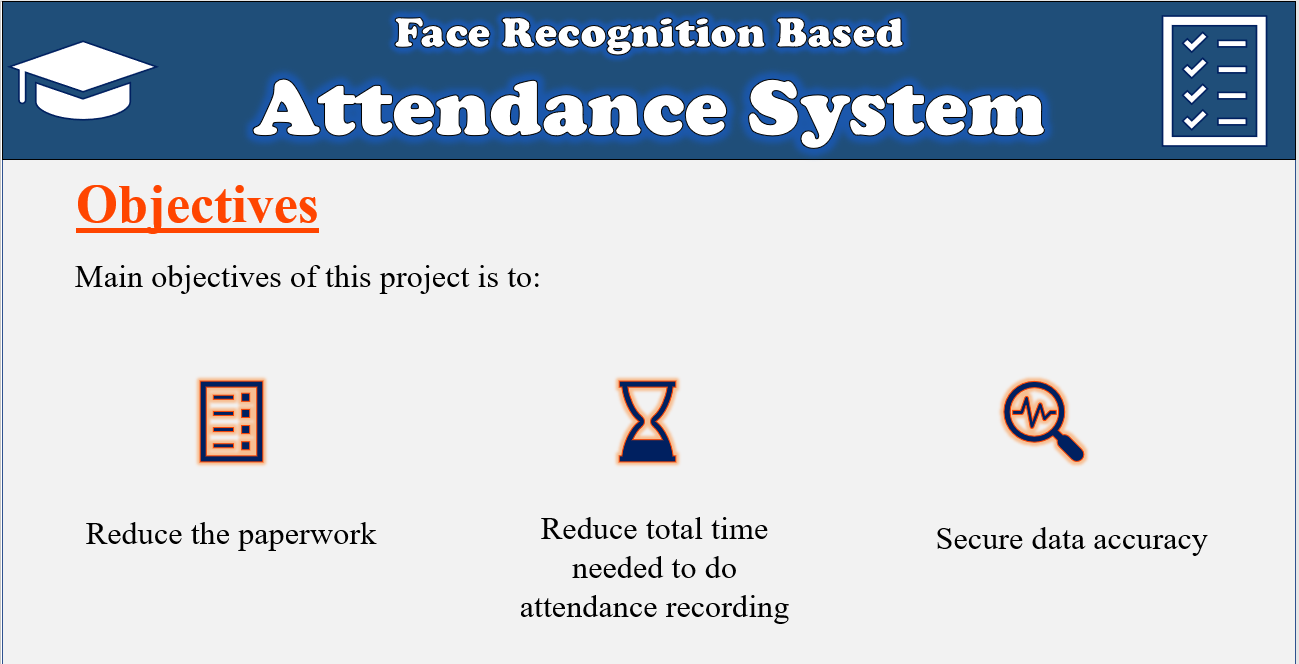 Face Recognition Based
Attendance System
Objectives
Main objectives of this project is to:
Reduce the paperwork
Reduce total time
needed to do
attendance recording
Secure data accuracy